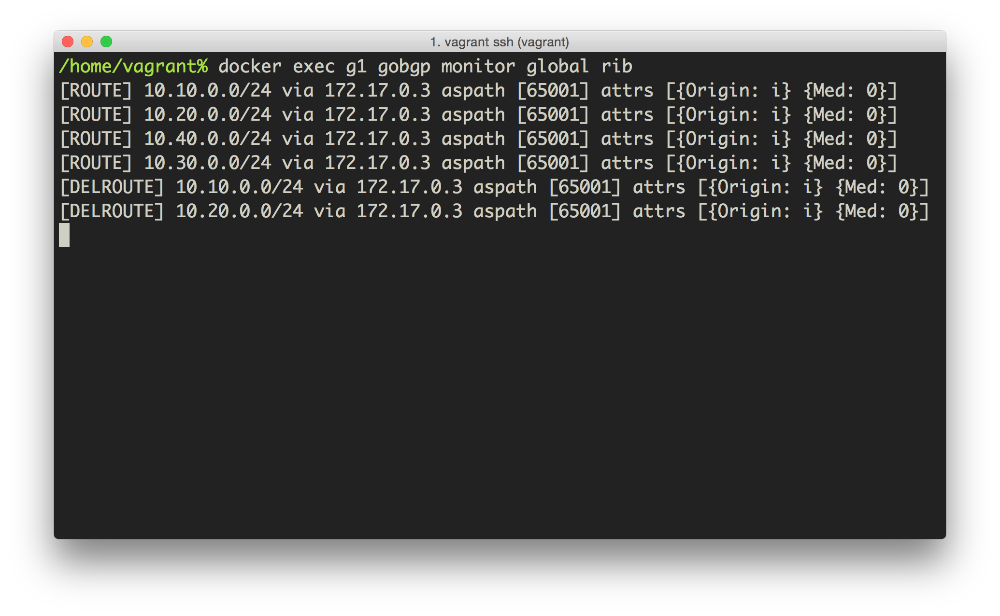 1. vagrant ssh (vagrant)
/home/vagrant% docker exec g1 gobgp monitor global rib
[ROUTE] 10.10.0.0/24 via 172.17.0.3 aspath [65001] attrs [{Origin: i} {Med: 0}]
[ROUTE] 10.20.0.0/24 via 172.17.0.3 aspath [65001] attrs [{Origin: i} {Med: 0}]
[ROUTE] 10.40.0.0/24 via 172.17.0.3 aspath [65001] attrs [{Origin: i} {Med: 0}]
[ROUTE] 10.30.0.0/24 via 172.17.0.3 aspath [65001] attrs [{Origin: i} {Med: 0}]
[DELROUTE] 10.10.0.0/24 via 172.17.0.3 aspath [65001] attrs [{Origin: i} {Med: 0}]
[DELROUTE] 10.20.0.0/24 via 172.17.0.3 aspath [65001] attrs [{Origin: i} {Med: 0}]